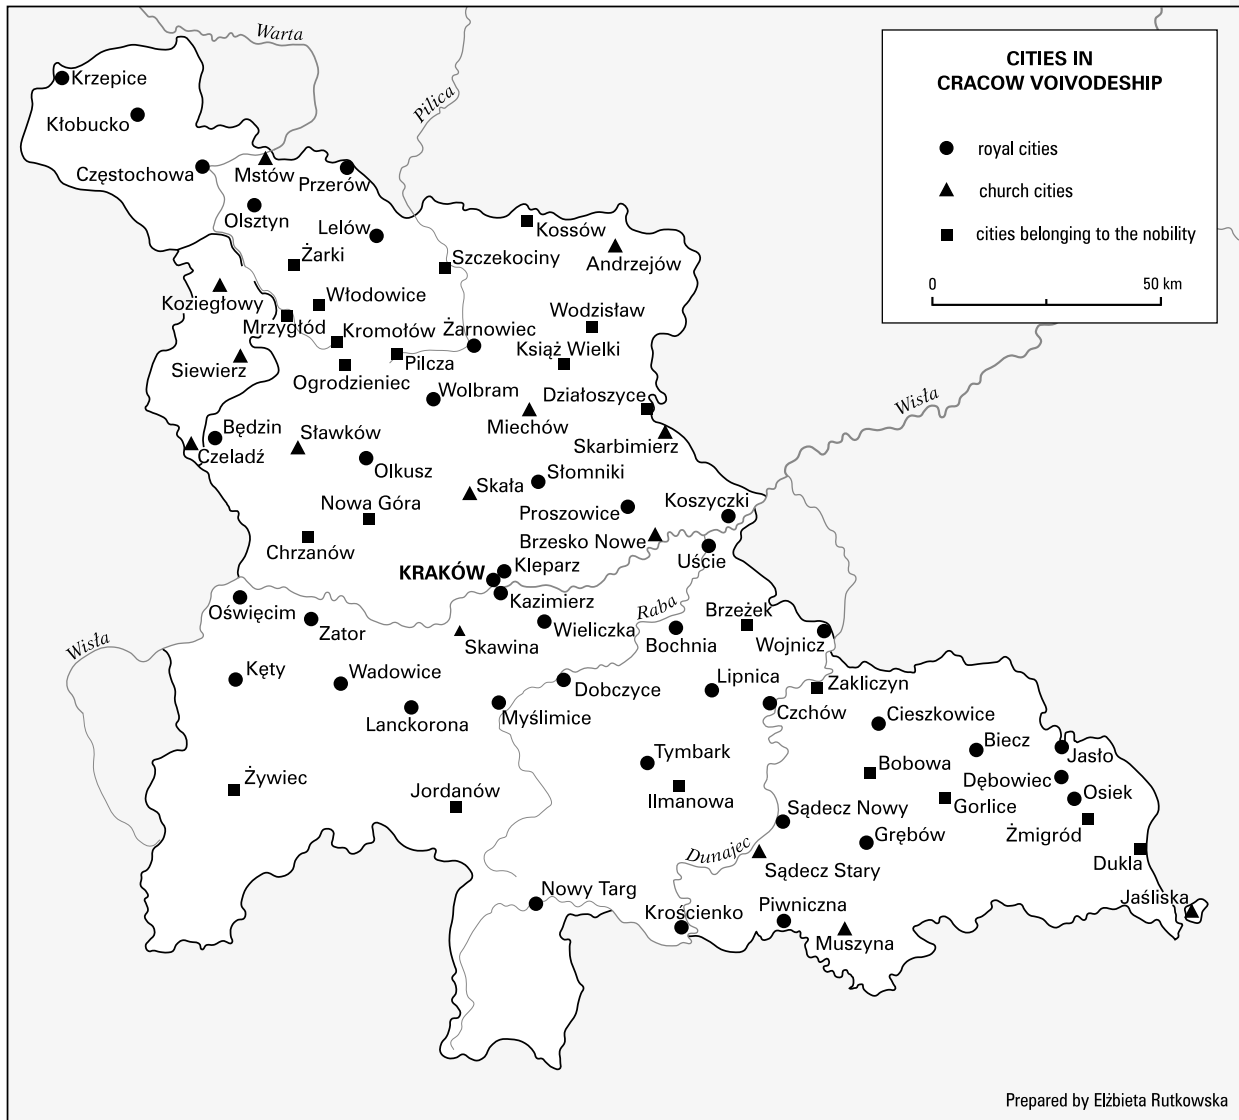 Warta
CITIES IN
CRACOW VOIVODESHIP
royal cities
church cities
cities belonging to the nobility
0
50 km
Krzepice
Pilica
Kłobucko
Częstochowa
Mstów
Przerów
Olsztyn
Lelów
Kossów
Żarki
Szczekociny
Andrzejów
Koziegłowy
Włodowice
Wodzisław
Mrzygłód
Kromołów
Żarnowiec
Książ Wielki
Siewierz
Pilcza
Ogrodzieniec
Wolbram
Działoszyce
Wisła
Będzin
Sławków
Miechów
Skarbimierz
Czeladź
Olkusz
Słomniki
Skała
Nowa Góra
Proszowice
Koszyczki
Chrzanów
Brzesko Nowe
Uście
Kleparz
KRAKÓW
Kazimierz
Oświęcim
Raba
Brzeżek
Zator
Wieliczka
Bochnia
Wojnicz
Wisła
Skawina
Kęty
Wadowice
Dobczyce
Lipnica
Zakliczyn
Lanckorona
Myślimice
Czchów
Cieszkowice
Biecz
Jasło
Tymbark
Żywiec
Bobowa
Dębowiec
Jordanów
Ilmanowa
Gorlice
Osiek
Sądecz Nowy
Grębów
Żmigród
Dunajec
Sądecz Stary
Dukla
Nowy Targ
Jaśliska
Krościenko
Piwniczna
Muszyna
Prepared by Elżbieta Rutkowska